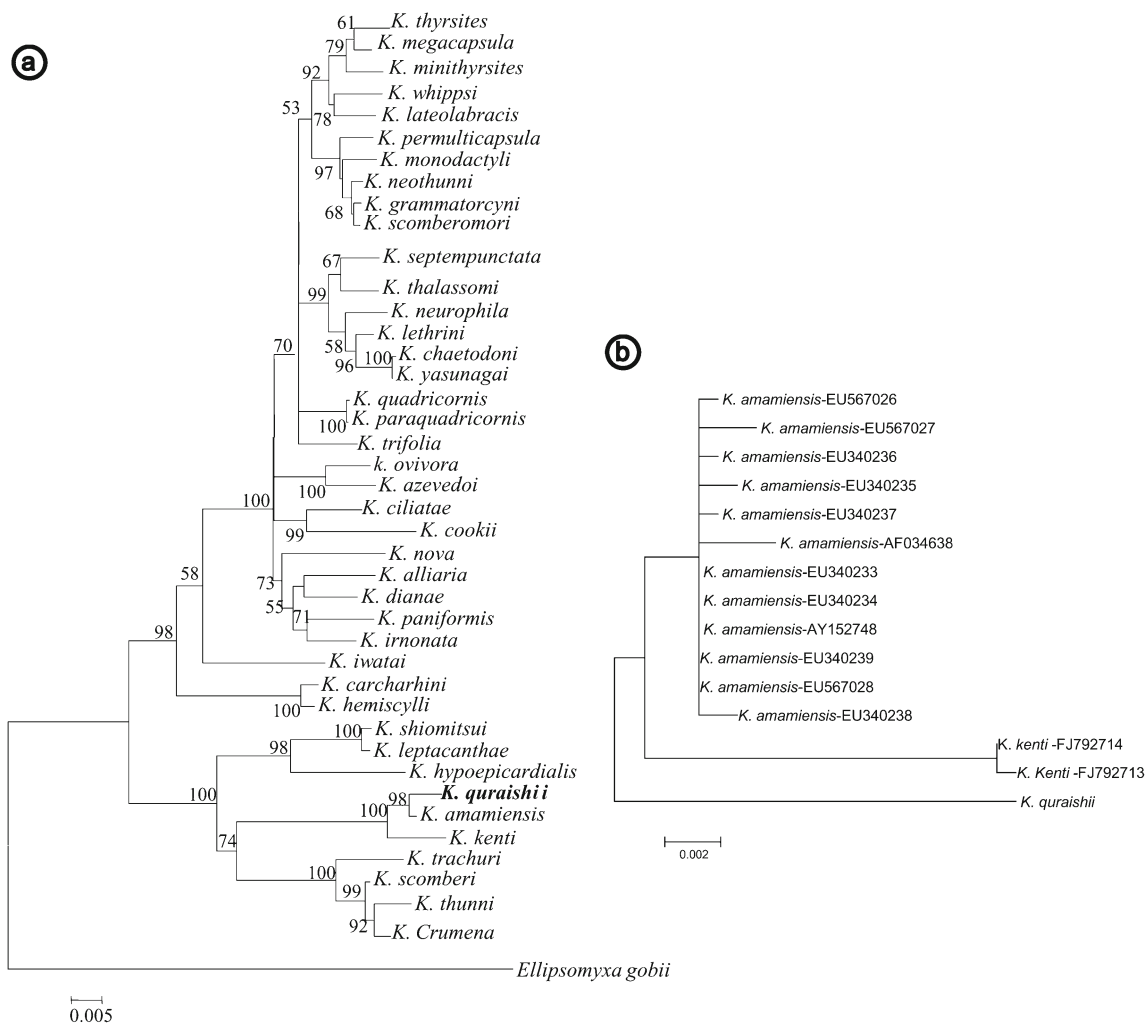 a
61
K. thyrsites
79
K. megacapsula
92
K. minithyrsites
53
K. whippsi
78
K. lateolabracis
K. permulticapsula
97
K. monodactyli
K. neothunni
68
K. grammatorcyni
K. scomberomori
67
K. septempunctata
99
K. thalassomi
K. neurophila
58
K. lethrini
70
96
100
K. chaetodoni
K. yasunagai
K. quadricornis
100
K. paraquadricornis
K. trifolia
k. ovivora
100
K. azevedoi
100
K. ciliatae
99
K. cookii
K. nova
73
K. alliaria
58
55
K. dianae
71
K. paniformis
98
K. irnonata
K. iwatai
K. carcharhini
100
K. hemiscylli
100
K. shiomitsui
98
K. leptacanthae
K. hypoepicardialis
100
98
K. quraishii
100
K. amamiensis
74
K. kenti
K. trachuri
100
K. scomberi
99
K. thunni
92
K. Crumena
Ellipsomyxa gobii
0.005
b
K. amamiensis-EU567026
K. amamiensis-EU567027
K. amamiensis-EU340236
K. amamiensis-EU340235
K. amamiensis-EU340237
K. amamiensis-AF034638
K. amamiensis-EU340233
K. amamiensis-EU340234
K. amamiensis-AY152748
K. amamiensis-EU340239
K. amamiensis-EU567028
K. amamiensis-EU340238
K. kenti -FJ792714
K. Kenti -FJ792713
K. quraishii
0.002